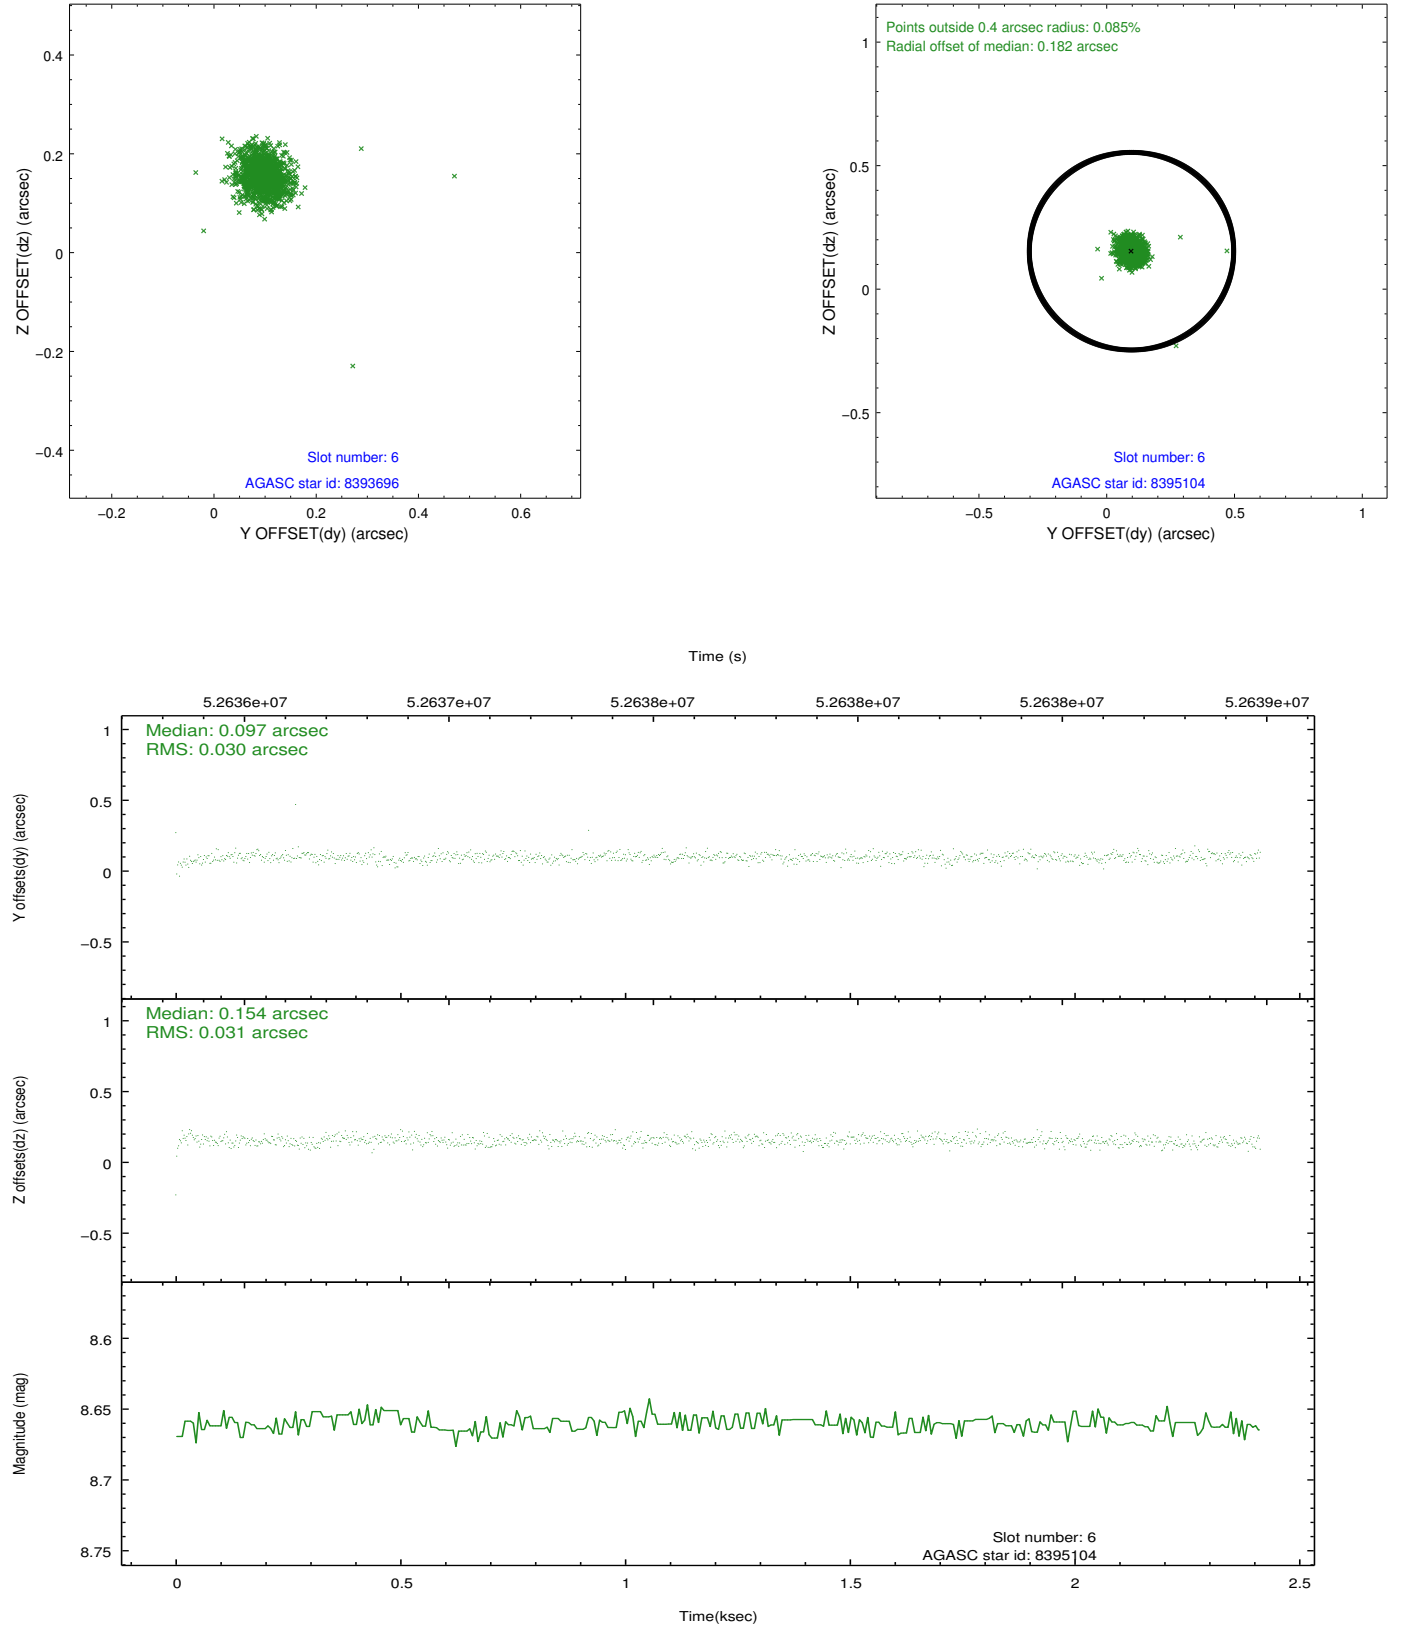 0.4
0.2
0
−0.2
−0.4
Z OFFSET(dz) (arcsec)
Slot number: 6
AGASC star id: 8393696
−0.2 0 0.2 0.4 0.6
Y OFFSET(dy) (arcsec)
Points outside 0.4 arcsec radius: 0.085%
Radial offset of median: 0.182 arcsec
1
0.5
0
−0.5
Z OFFSET(dz) (arcsec)
Slot number: 6
AGASC star id: 8395104
−0.5 0 0.5 1
Y OFFSET(dy) (arcsec)
Time (s)
5.2636e+07 5.2637e+07 5.2638e+07 5.2638e+07 5.2638e+07 5.2639e+07
Median: 0.097 arcsec
RMS: 0.030 arcsec
1
0.5
0
−0.5
Y offsets(dy) (arcsec)
Median: 0.154 arcsec
RMS: 0.031 arcsec
1
0.5
0
−0.5
Z offsets(dz) (arcsec)
8.6
8.65
8.7
8.75
Magnitude (mag)
Slot number: 6
AGASC star id: 8395104
0 0.5 1 1.5 2 2.5
Time(ksec)